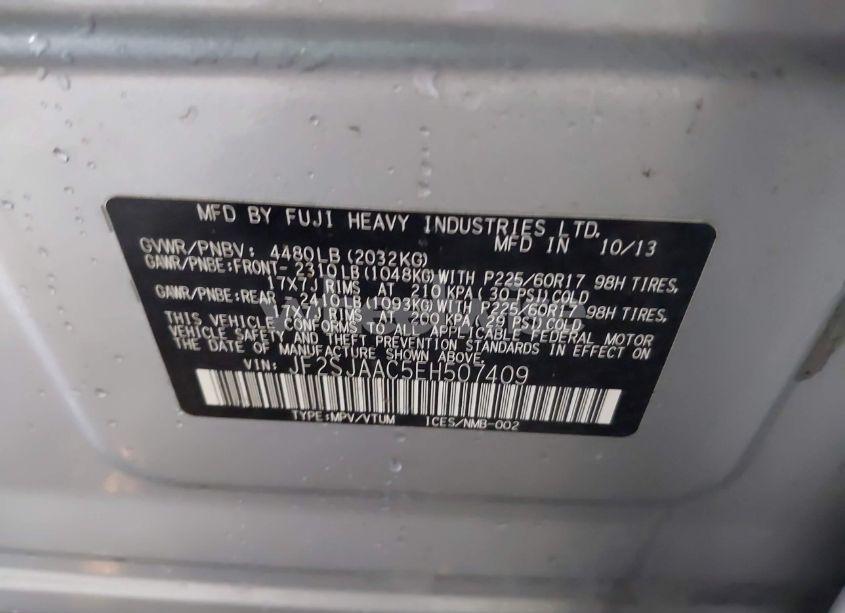 MFD BY FUJI HEAVY INDUSTRIES LTD.
GVWR/PNBV: 4480LB (2032KG) MFD IN 10/13
GAWR/PNBE:FRONT- 2310LB (1048KG) WITH P225/60R17 98H TIRES,
17X7J RIMS AT 210 KPA (30 PSI) COLD
GAWR/PNBE:REAR - 2410LB (1093KG) WITH P225/60R17 98H TIRES,
17X7J RIMS AT 200 KPA (29 PSI) COLD
THIS VEHICLE CONFORMS TO ALL APPLICABLE FEDERAL MOTOR
VEHICLE SAFETY AND THEFT PREVENTION STANDARDS IN EFFECT ON
THE DATE OF MANUFACTURE SHOWN ABOVE.
VIN: JF2SJAAC5EH507409
TYPE:MPV/VTUM ICES/NMB-002